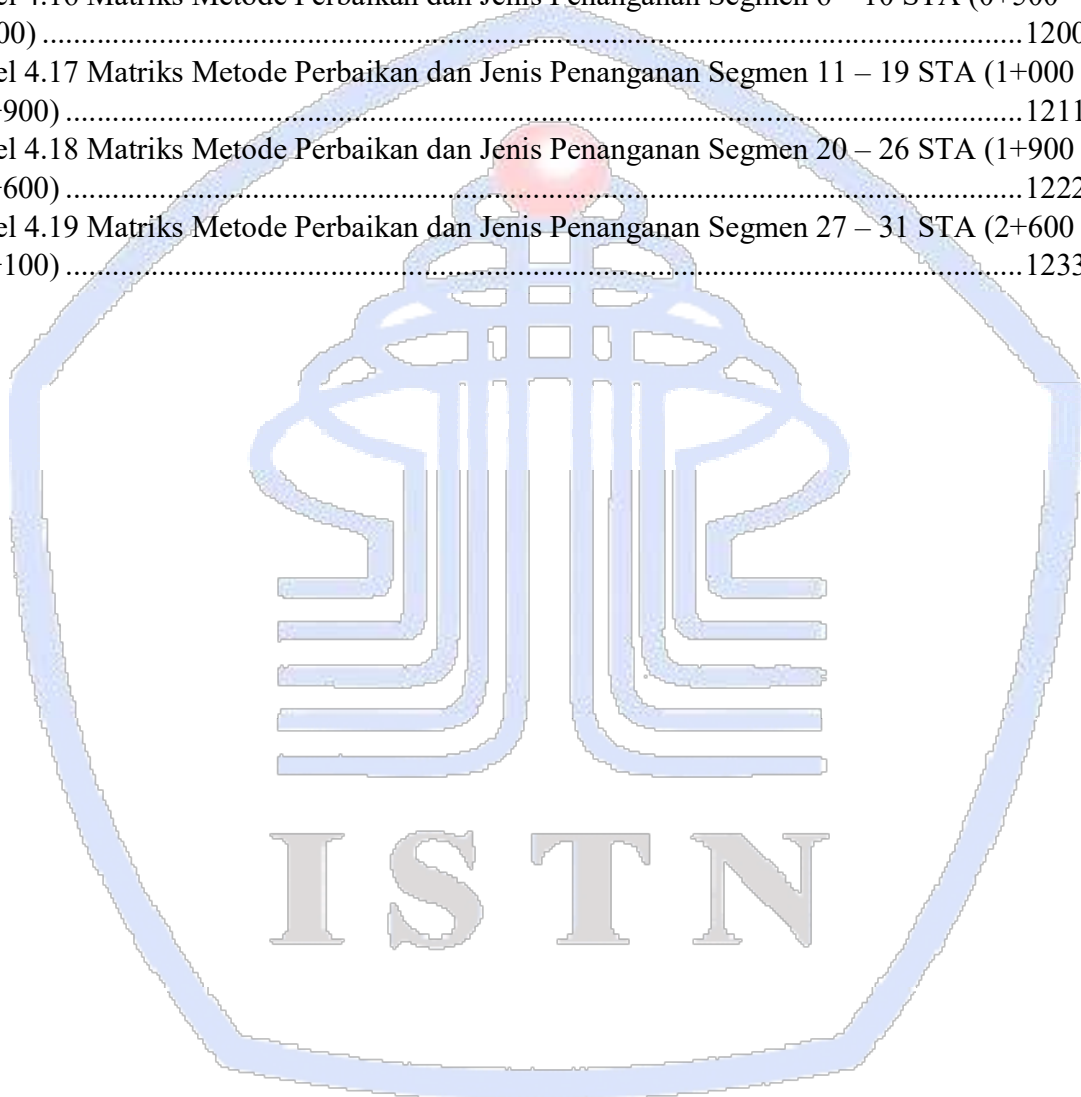 el 4.16 Matriks Metode Perbaikan dan Jenis Penanganan Segmen 6 – 10 STA (0+500
00) ........................................................................................................1200
el 4.17 Matriks Metode Perbaikan dan Jenis Penanganan Segmen 11 – 19 STA (1+000
+900) ......................................................................................................1211
el 4.18 Matriks Metode Perbaikan dan Jenis Penanganan Segmen 20 – 26 STA (1+900
+600) ......................................................................................................1222
el 4.19 Matriks Metode Perbaikan dan Jenis Penanganan Segmen 27 – 31 STA (2+600
+100) ......................................................................................................1233
ISTN